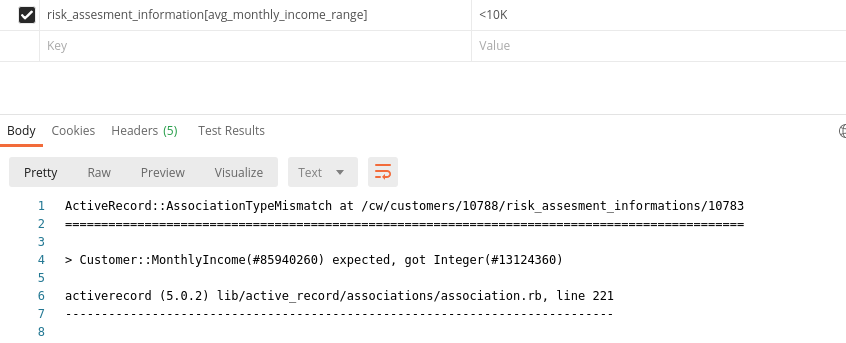 risk_assesment_information[avg_monthly_income_range] <10K
Key Value
Body Cookies Headers (5) Test Results
Pretty Raw Preview Visualize Text
1 ActiveRecord::AssociationTypeMismatch at /cw/customers/10788/risk_assesment_informations/10783
2 ==============================================================================================
3
4 > Customer::MonthlyIncome(#85940260) expected, got Integer(#13124360)
5
6 activerecord (5.0.2) lib/active_record/associations/association.rb, line 221
7 ----------------------------------------------------------------------------
8